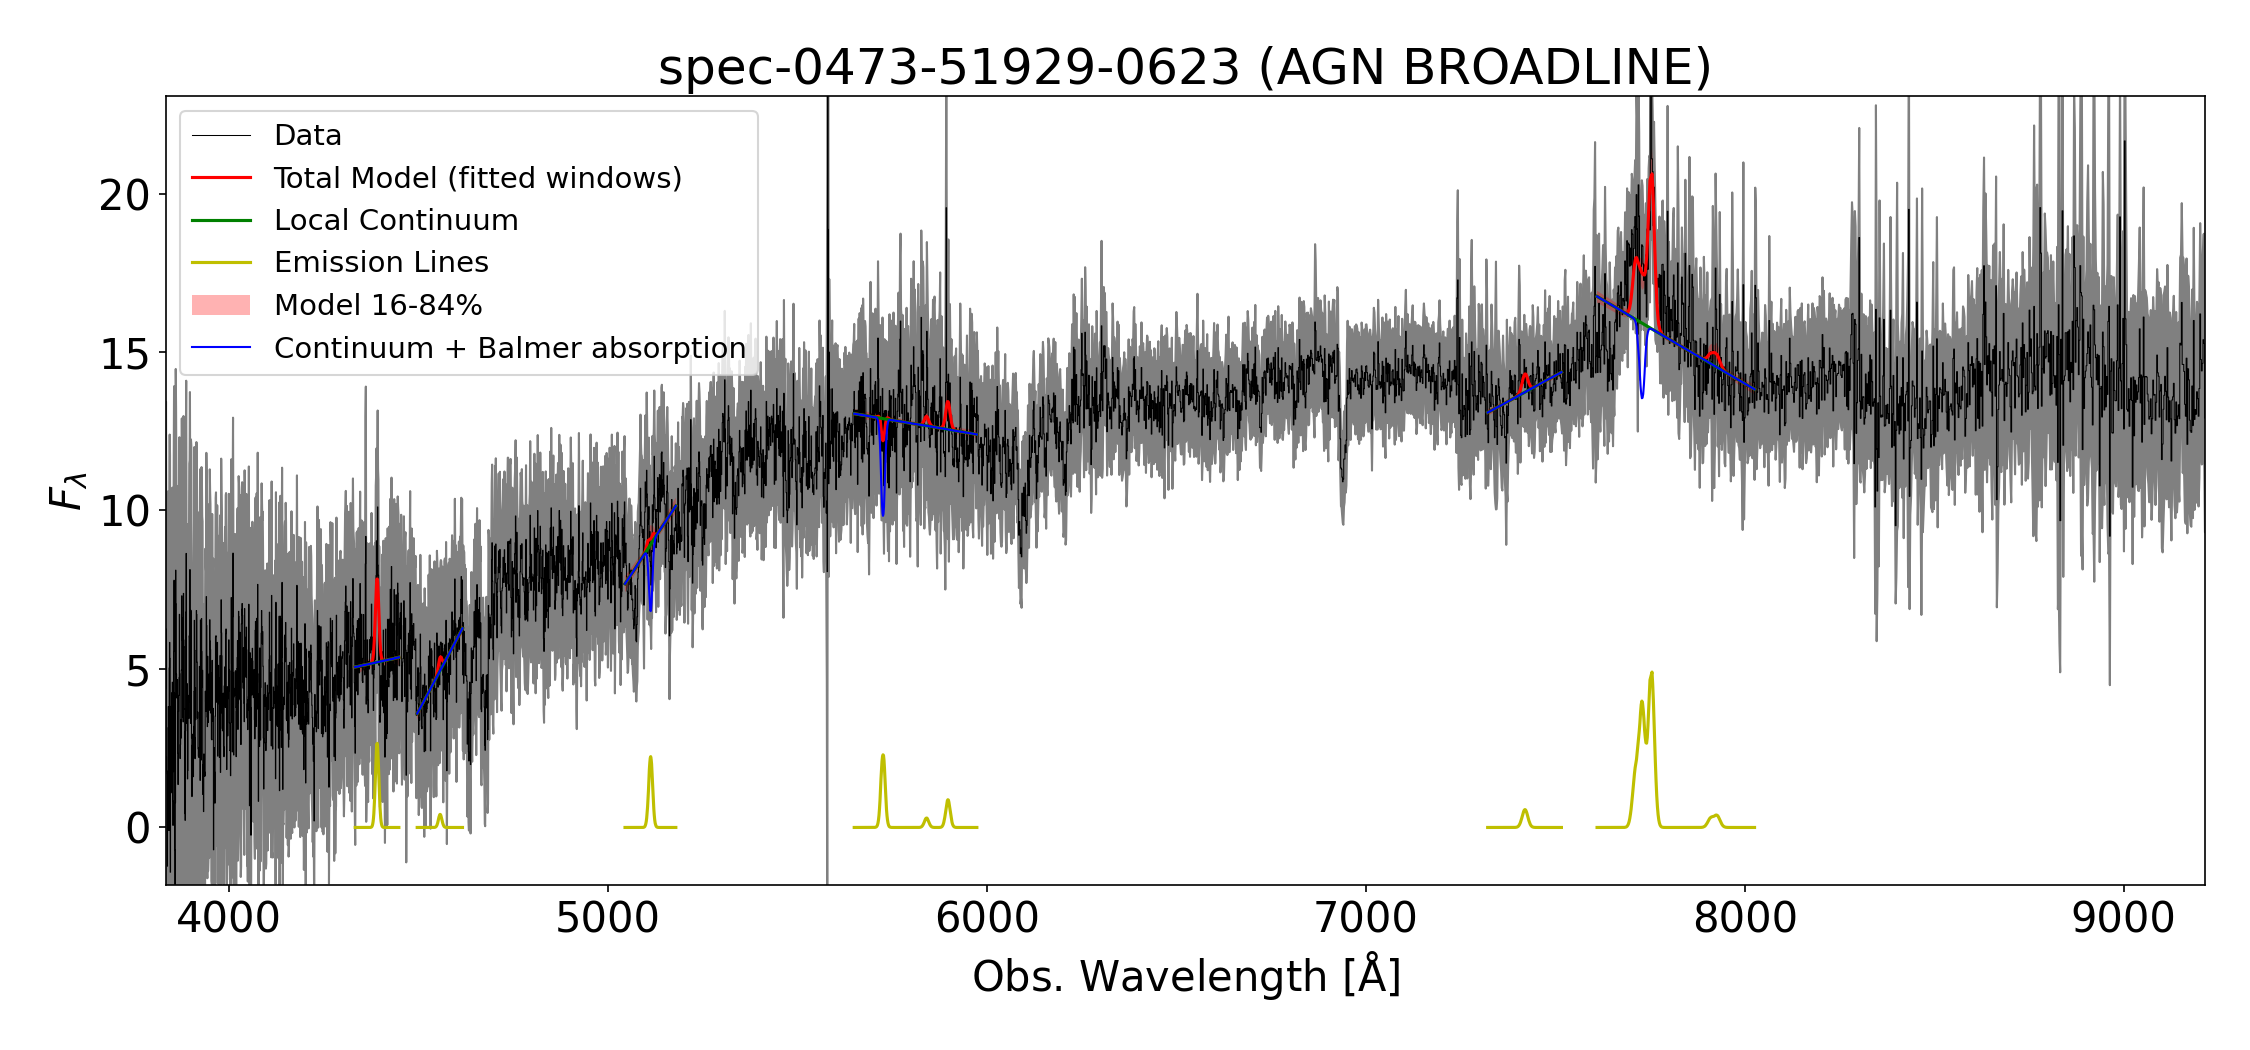 spec-0473-51929-0623 (AGN BROADLINE)
Data
Total Model (fitted windows)
Local Continuum
Emission Lines
Model 16-84%
Continuum + Balmer absorption
20
15
10
5
0
F_λ
4000 5000 6000 7000 8000 9000
Obs. Wavelength [Å]